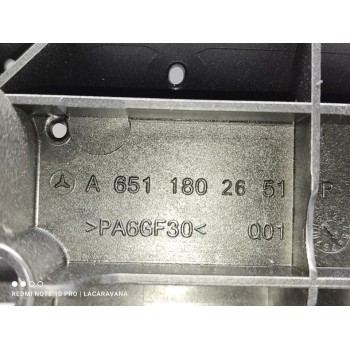 A 651 180 26 51 P
>PA6GF30< 001
REDMI NOTE 10 PRO | LACARAVANA